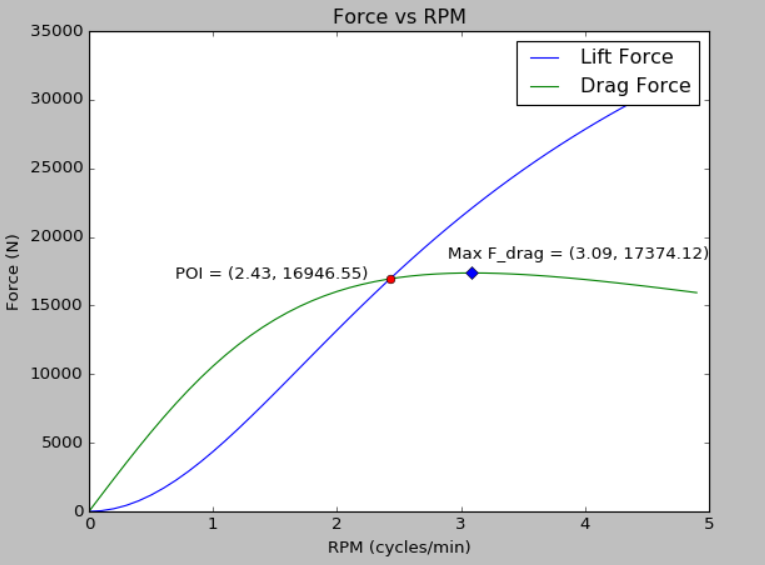 Force vs RPM
35000
30000
25000
20000
15000
10000
5000
0
Force (N)
Lift Force
Drag Force
Max F_drag = (3.09, 17374.12)
POI = (2.43, 16946.55)
0 1 2 3 4 5
RPM (cycles/min)